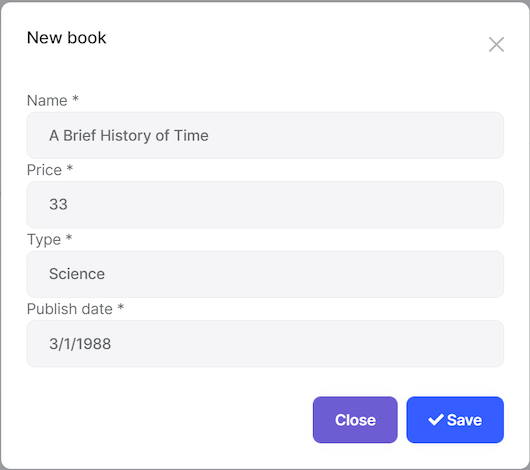 New book
Name *
A Brief History of Time
Price *
33
Type *
Science
Publish date *
3/1/1988
Close
Save